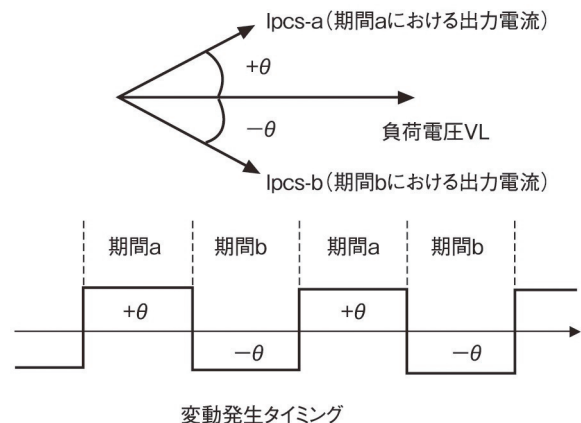 Ipcs-a(期間aにおける出力電流)
+θ
−θ
負荷電圧VL
Ipcs-b(期間bにおける出力電流)
期間a 期間b 期間a 期間b
+θ −θ +θ −θ
変動発生タイミング